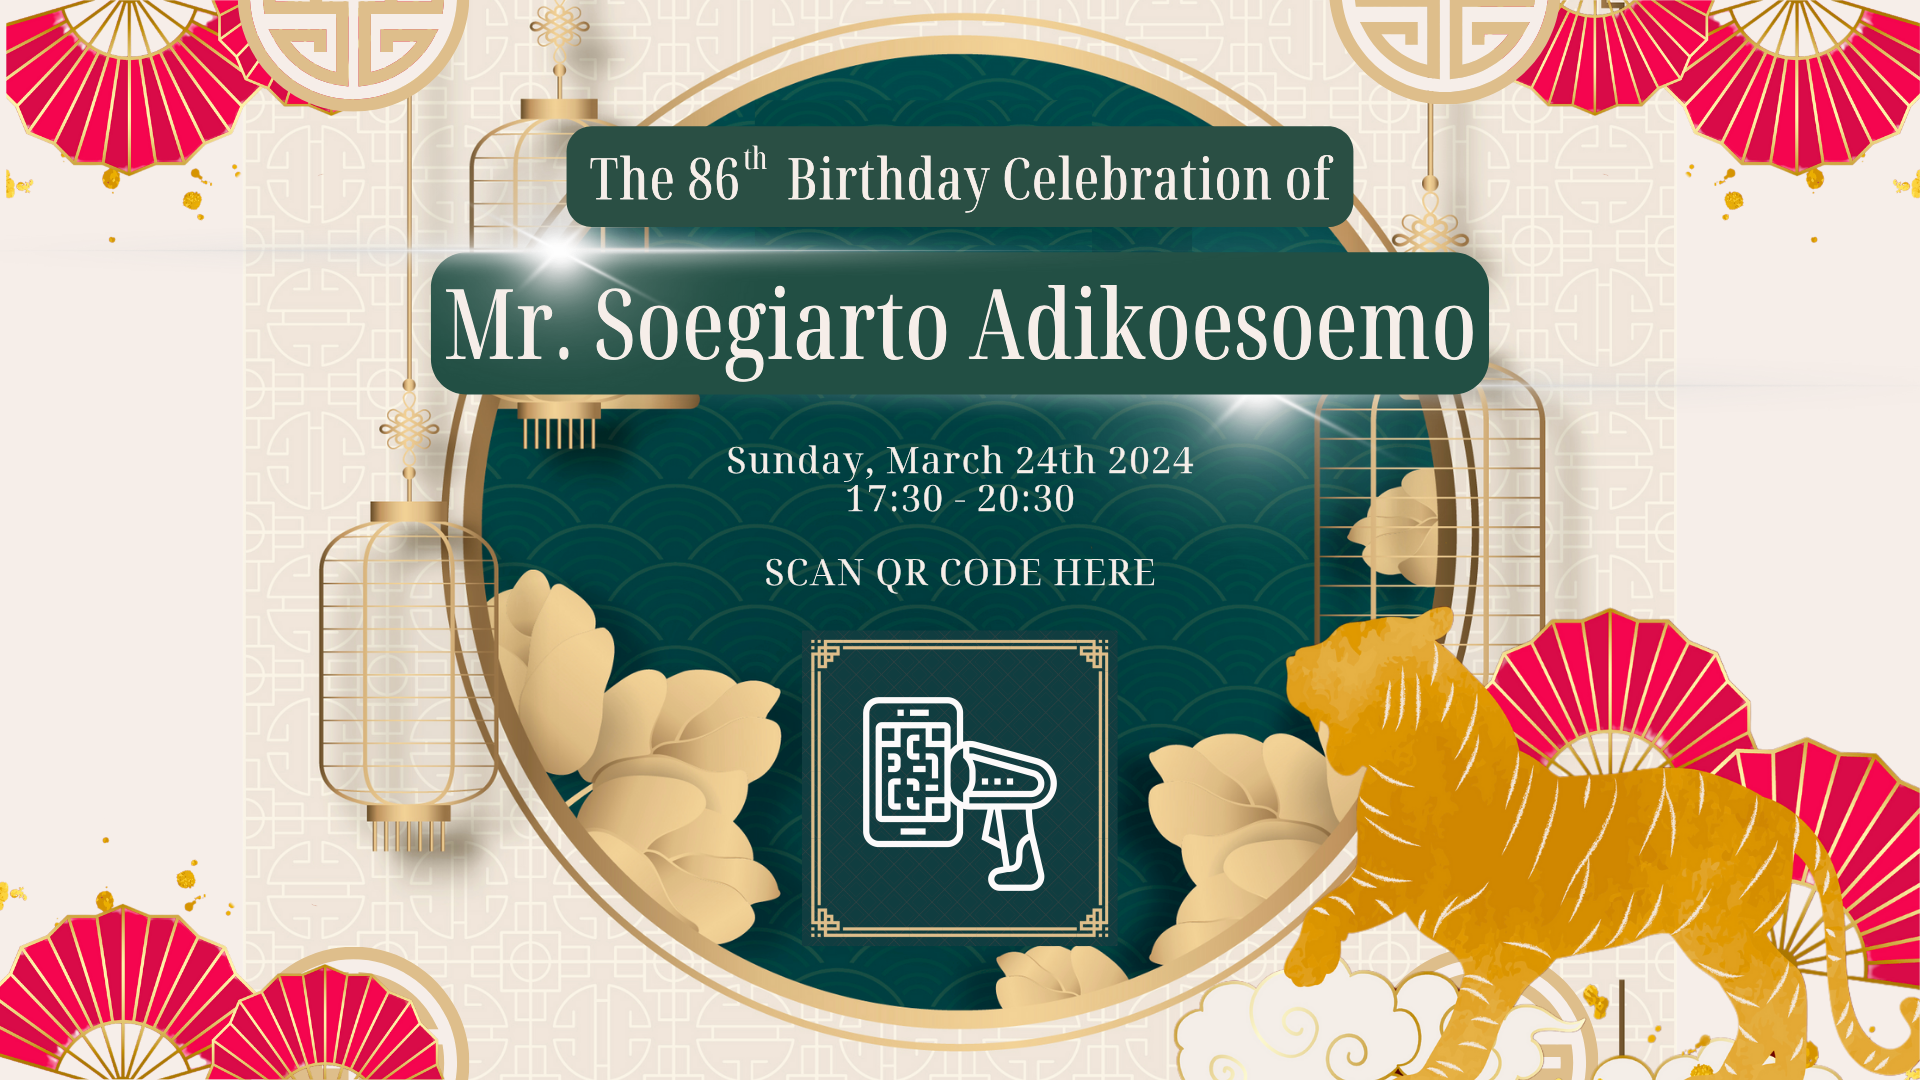 The 86th Birthday Celebration of
Mr. Soegiarto Adikoesoemo
Sunday, March 24th 2024
17:30 - 20:30
SCAN QR CODE HERE